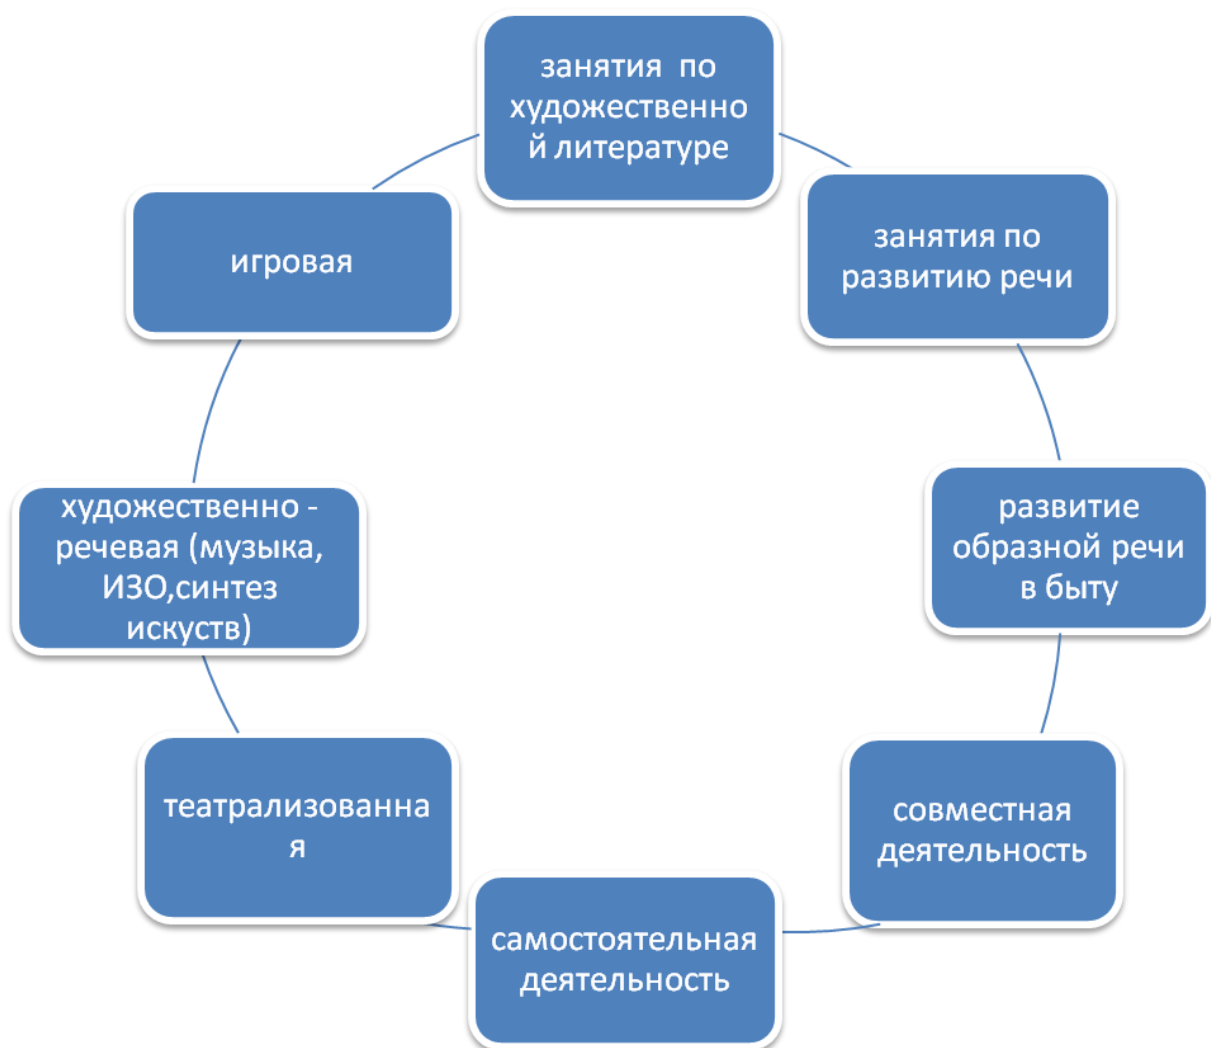 занятия по
художественно
й литературе
занятия по
развитию речи
развитие
образной речи
в быту
совместная
деятельность
самостоятельная
деятельность
театрализованна
я
художественно -
речевая (музыка,
ИЗО,синтез
искуств)
игровая